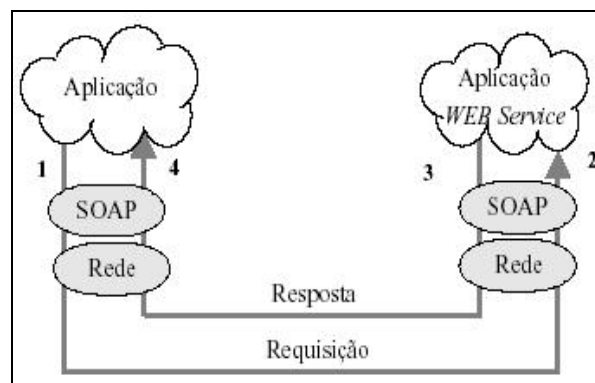 Aplicação
Aplicação
WEB Service
1
4
3
2
SOAP
SOAP
Rede
Rede
Resposta
Requisição